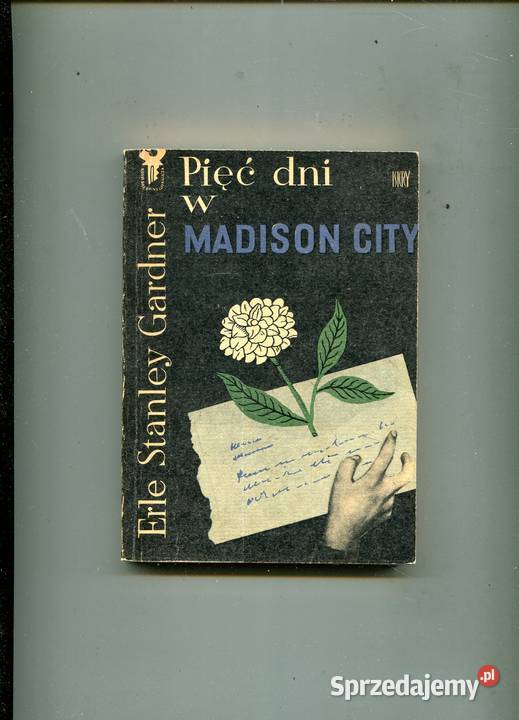 Pięć dni
w
MADISON CITY
ISKRY
Erle Stanley Gardner
Sprzedajemy.pl